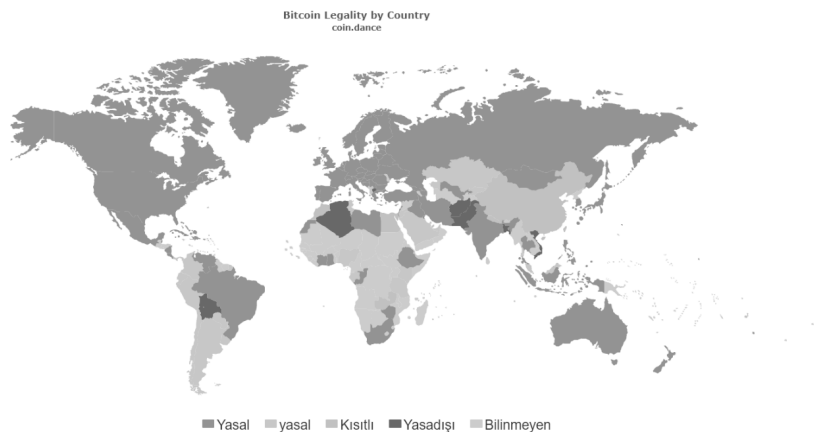 Bitcoin Legality by Country
coin.dance
Yasal yasal Kısıtlı Yasadışı Bilinmeyen